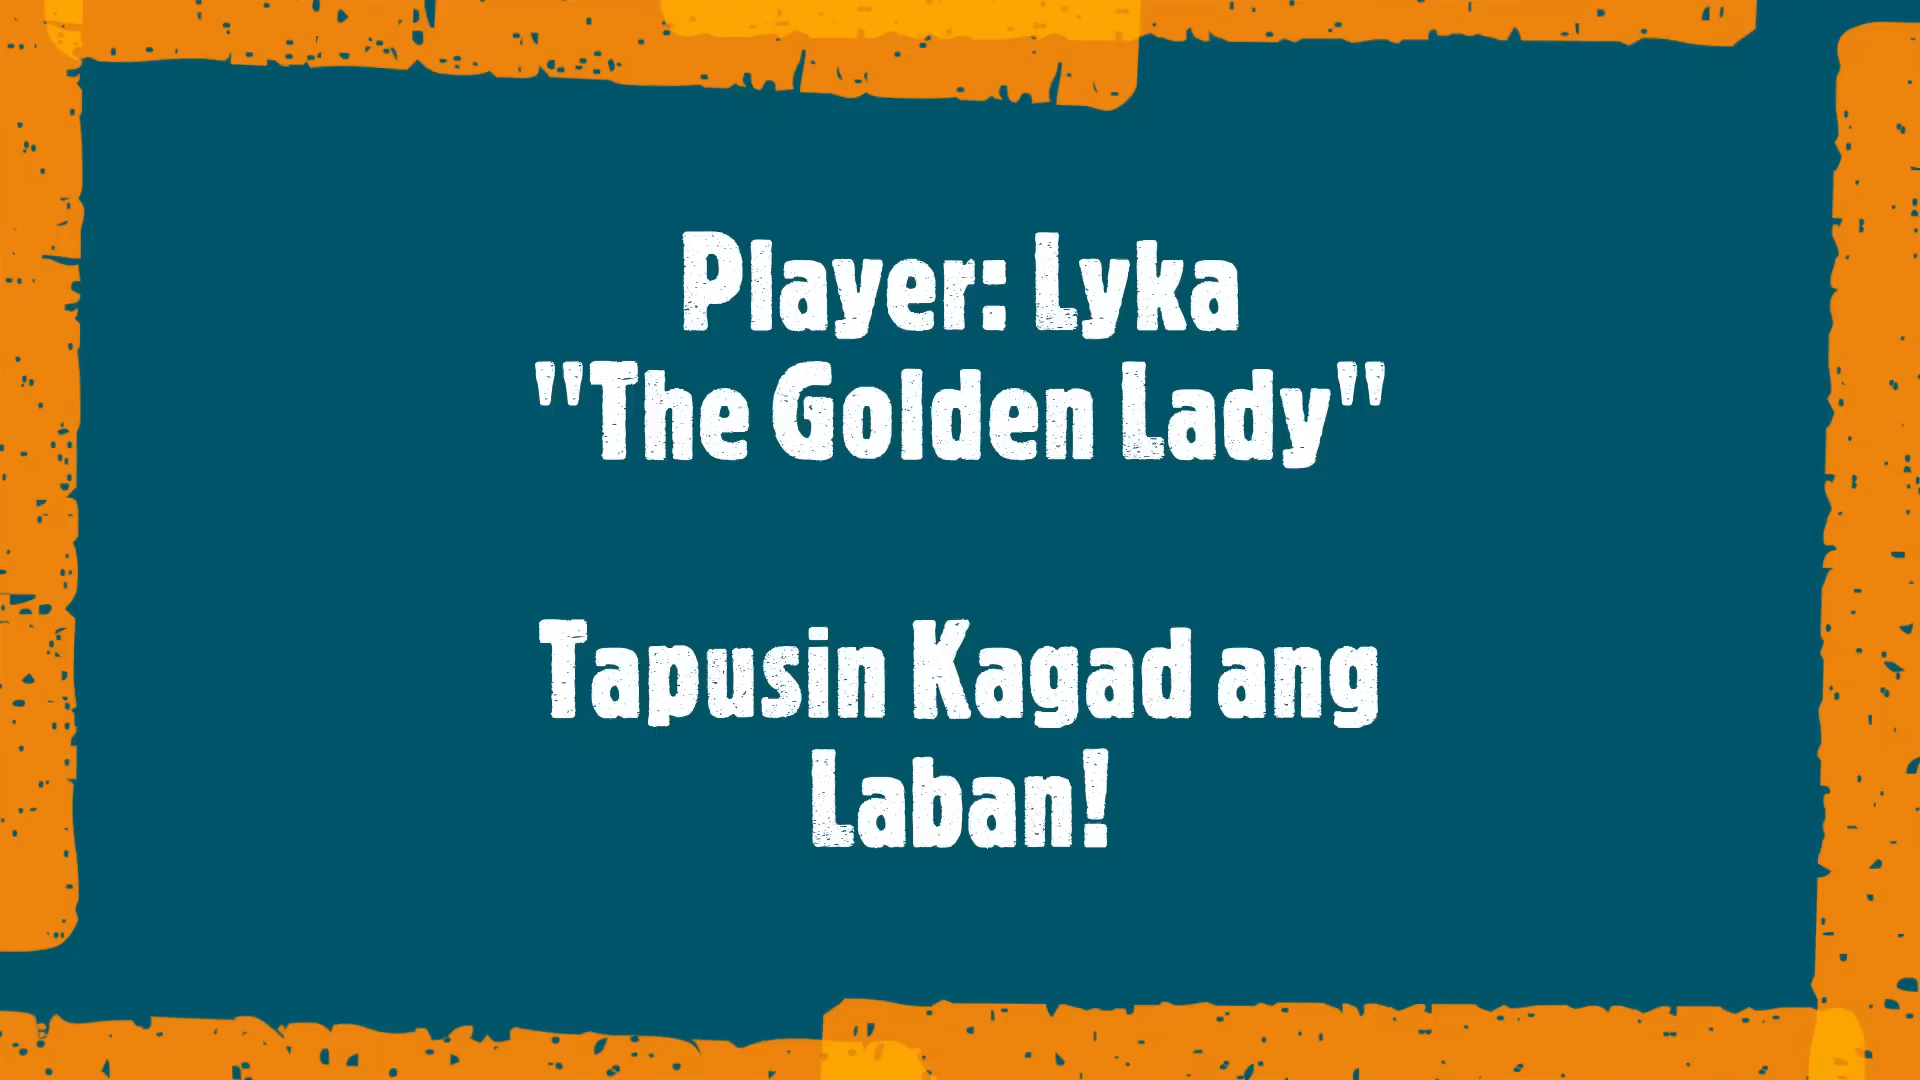 Player: Lyka
"The Golden Lady"
Tapusin Kagad ang
Laban!